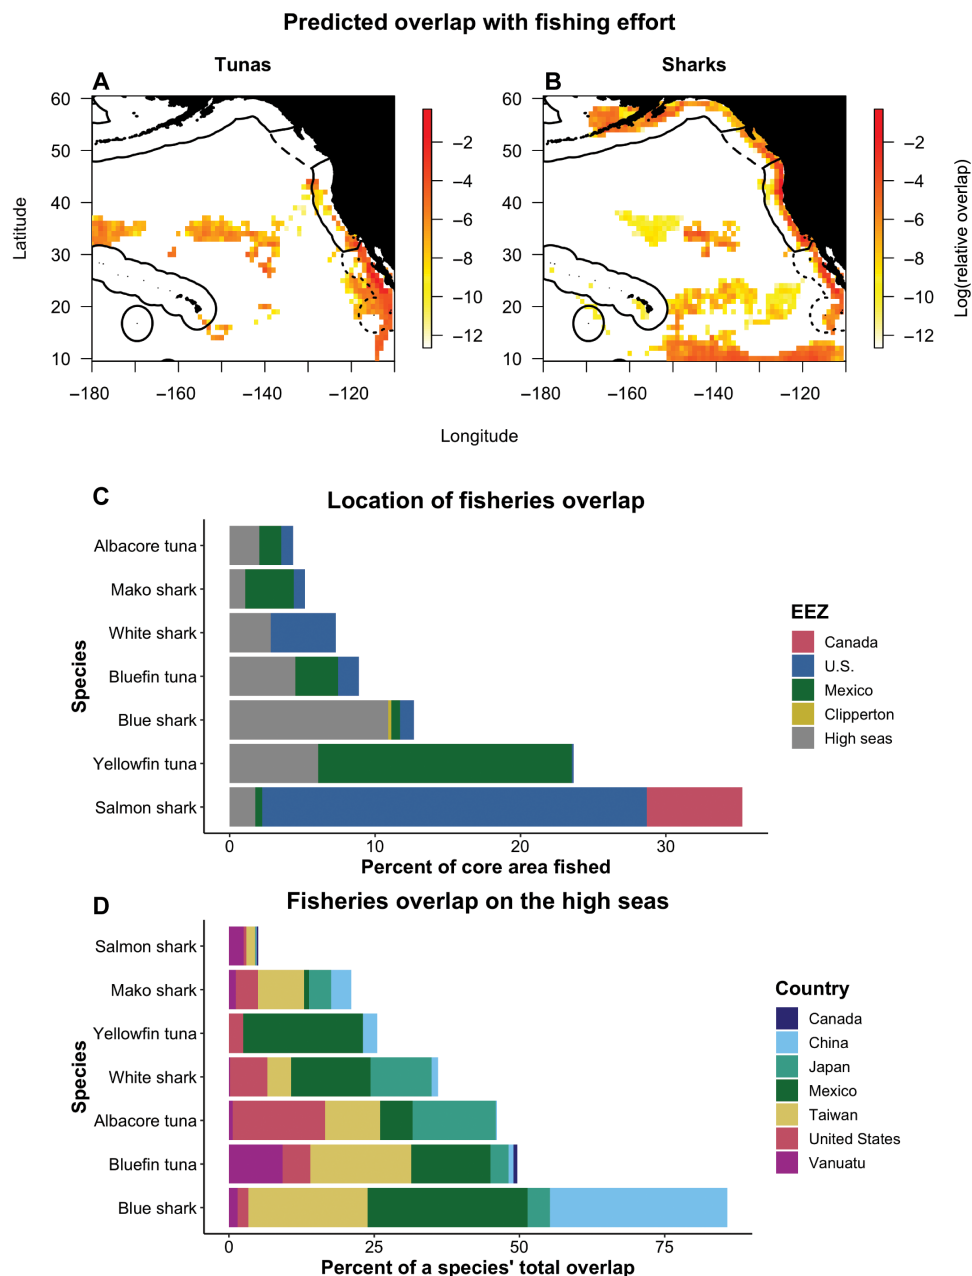 Predicted overlap with fishing effort
Tunas
Sharks
A
B
60
50
40
30
20
10
−180
−160
−140
−120
−2
−4
−6
−8
−10
−12
60
50
40
30
20
10
−180
−160
−140
−120
−2
−4
−6
−8
−10
−12
Latitude
Longitude
Log(relative overlap)
C
Location of fisheries overlap
Albacore tuna
Mako shark
White shark
Bluefin tuna
Blue shark
Yellowfin tuna
Salmon shark
Species
0
10
20
30
Percent of core area fished
EEZ
Canada
U.S.
Mexico
Clipperton
High seas
D
Fisheries overlap on the high seas
Salmon shark
Mako shark
Yellowfin tuna
White shark
Albacore tuna
Bluefin tuna
Blue shark
Species
0
25
50
75
Percent of a species' total overlap
Country
Canada
China
Japan
Mexico
Taiwan
United States
Vanuatu